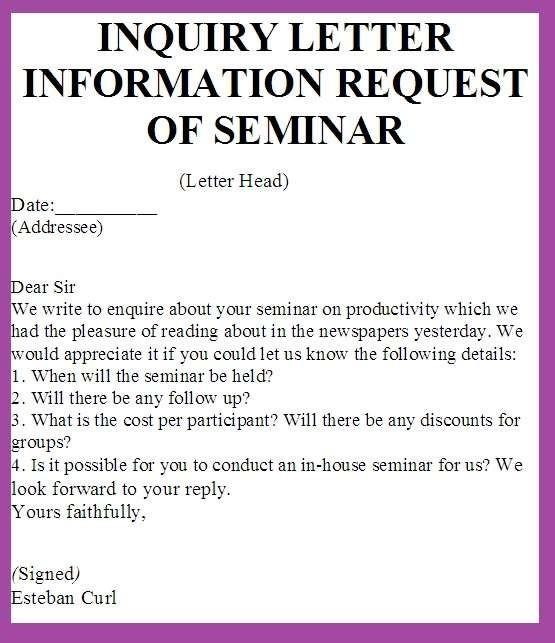 INQUIRY LETTER
INFORMATION REQUEST
OF SEMINAR
(Letter Head)
Date:__________
(Addressee)
Dear Sir
We write to enquire about your seminar on productivity which we
had the pleasure of reading about in the newspapers yesterday. We
would appreciate it if you could let us know the following details:
1. When will the seminar be held?
2. Will there be any follow up?
3. What is the cost per participant? Will there be any discounts for
groups?
4. Is it possible for you to conduct an in-house seminar for us? We
look forward to your reply.
Yours faithfully,
(Signed)
Esteban Curl